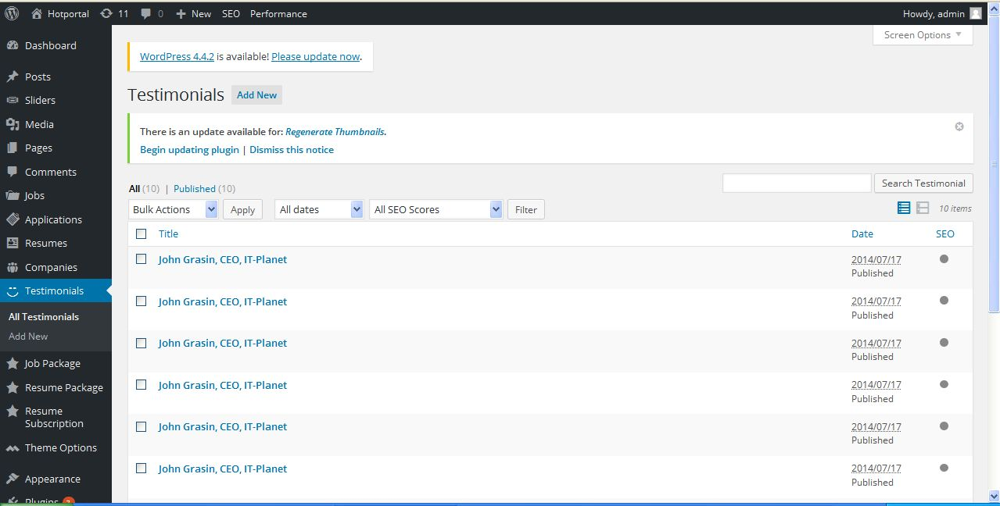 Hotportal 11 0 New SEO Performance Howdy, admin
Screen Options
Dashboard
Posts
Sliders
Media
Pages
Comments
Jobs
Applications
Resumes
Companies
Testimonials
All Testimonials
Add New
Job Package
Resume Package
Resume
Subscription
Theme Options
Appearance
Plugins
WordPress 4.4.2 is available! Please update now.
Testimonials Add New
There is an update available for: Regenerate Thumbnails.
Begin updating plugin | Dismiss this notice
All (10) | Published (10)
Search Testimonial
Bulk Actions Apply All dates All SEO Scores Filter 10 items
Title Date SEO
John Grasin, CEO, IT-Planet 2014/07/17
Published
John Grasin, CEO, IT-Planet 2014/07/17
Published
John Grasin, CEO, IT-Planet 2014/07/17
Published
John Grasin, CEO, IT-Planet 2014/07/17
Published
John Grasin, CEO, IT-Planet 2014/07/17
Published
John Grasin, CEO, IT-Planet 2014/07/17
Published